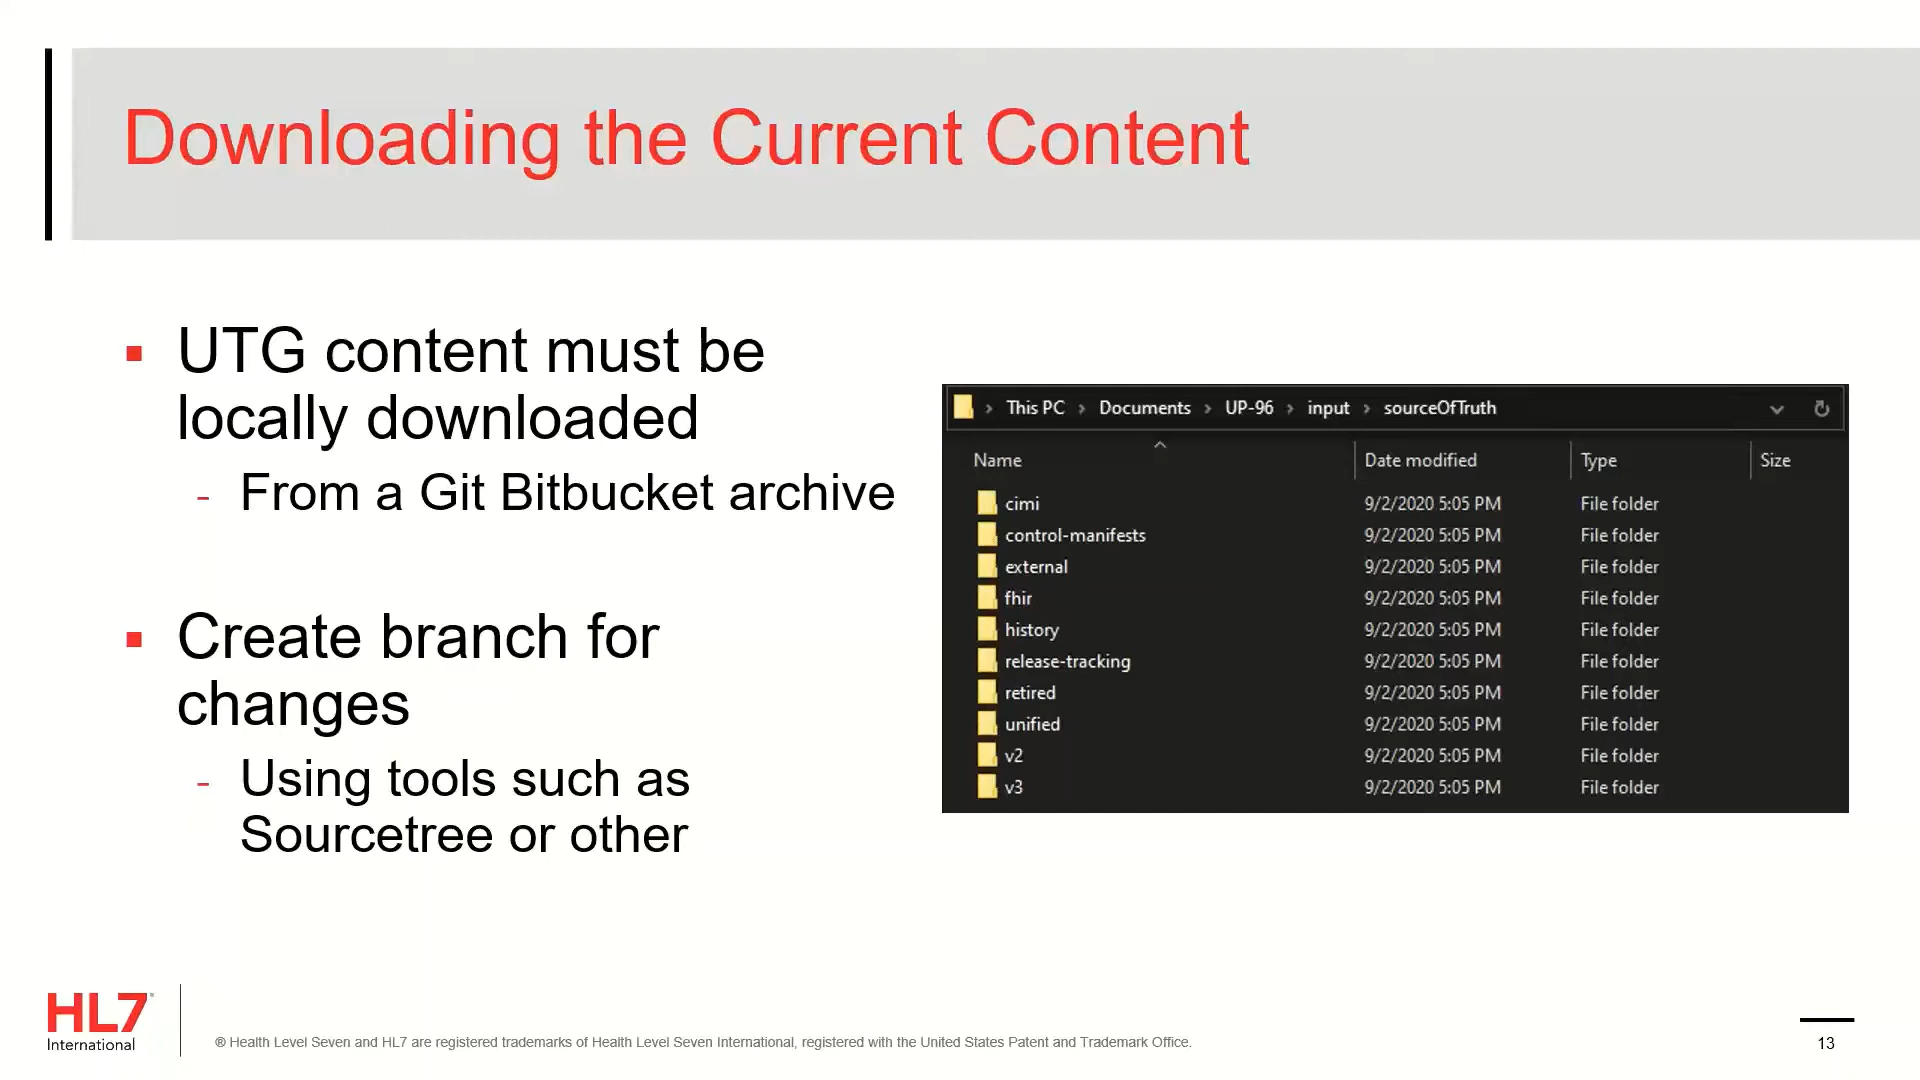 Downloading the Current Content
▪ UTG content must be
locally downloaded
- From a Git Bitbucket archive
▪ Create branch for
changes
- Using tools such as
Sourcetree or other
> This PC > Documents > UP-96 > input > sourceOfTruth
Name Date modified Type Size
cimi 9/2/2020 5:05 PM File folder
control-manifests 9/2/2020 5:05 PM File folder
external 9/2/2020 5:05 PM File folder
fhir 9/2/2020 5:05 PM File folder
history 9/2/2020 5:05 PM File folder
release-tracking 9/2/2020 5:05 PM File folder
retired 9/2/2020 5:05 PM File folder
unified 9/2/2020 5:05 PM File folder
v2 9/2/2020 5:05 PM File folder
v3 9/2/2020 5:05 PM File folder
HL7
International
® Health Level Seven and HL7 are registered trademarks of Health Level Seven International, registered with the United States Patent and Trademark Office.
13